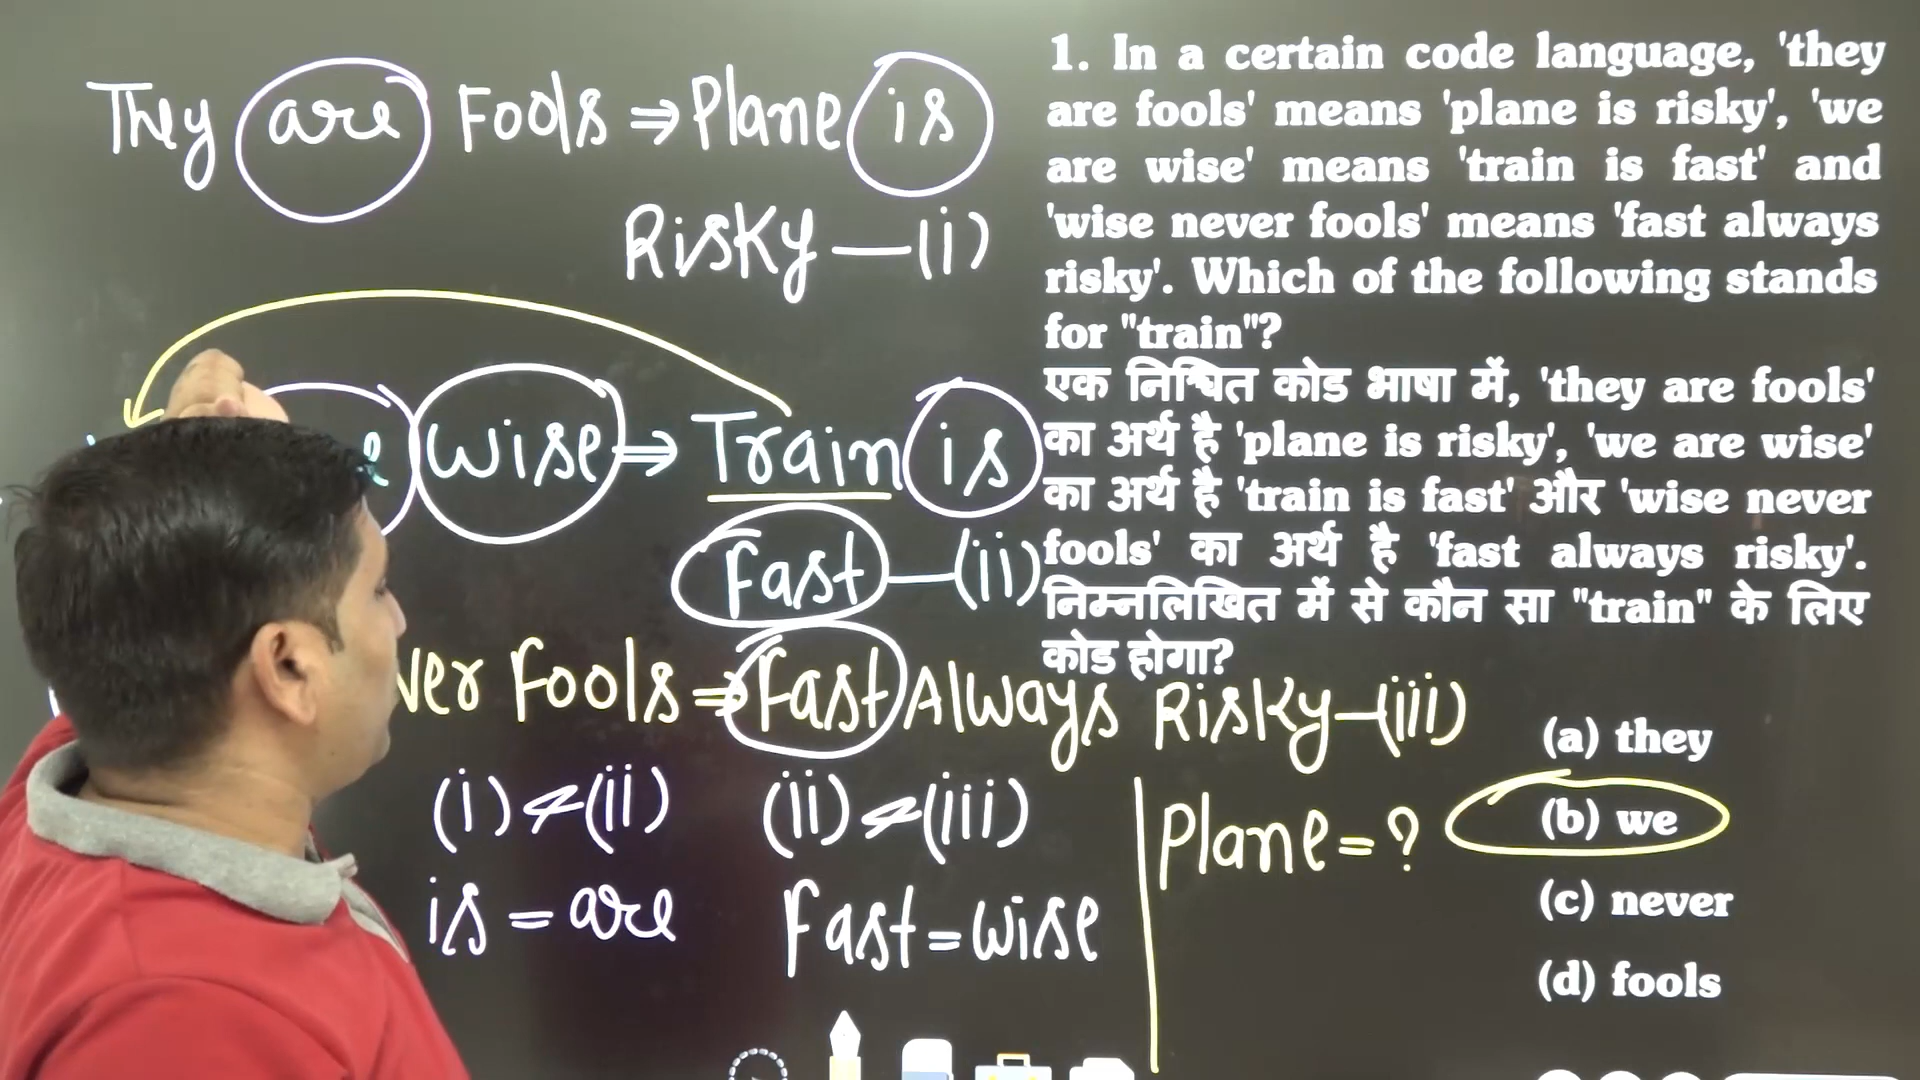 They are Fools ⇒ Plane is
Risky — (i)
wise ⇒ Train is
Fast — (ii)
Fools ⇒ Fast Always Risky — (iii)
(i) & (ii)
is = are
(ii) & (iii)
Fast = wise
Plane = ?
1. In a certain code language, 'they
are fools' means 'plane is risky', 'we
are wise' means 'train is fast' and
'wise never fools' means 'fast always
risky'. Which of the following stands
for "train"?
एक निश्चित कोड भाषा में, 'they are fools'
का अर्थ है 'plane is risky', 'we are wise'
का अर्थ है 'train is fast' और 'wise never
fools' का अर्थ है 'fast always risky'.
निम्नलिखित में से कौन सा "train" के लिए
कोड होगा?
(a) they
(b) we
(c) never
(d) fools